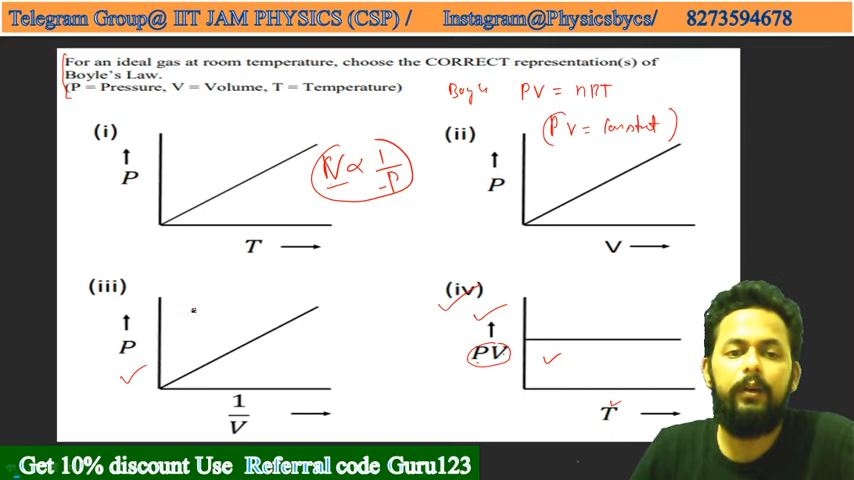 Telegram Group@ IIT JAM PHYSICS (CSP) / Instagram@Physicsbycs/ 8273594678
For an ideal gas at room temperature, choose the CORRECT representation(s) of
Boyle's Law.
(P = Pressure, V = Volume, T = Temperature)
PV = nRT
PV = constant
(i)
P
T
V ∝ 1/P
(ii)
P
V
(iii)
P
1/V
(iv)
PV
T
Get 10% discount Use Referral code Guru123